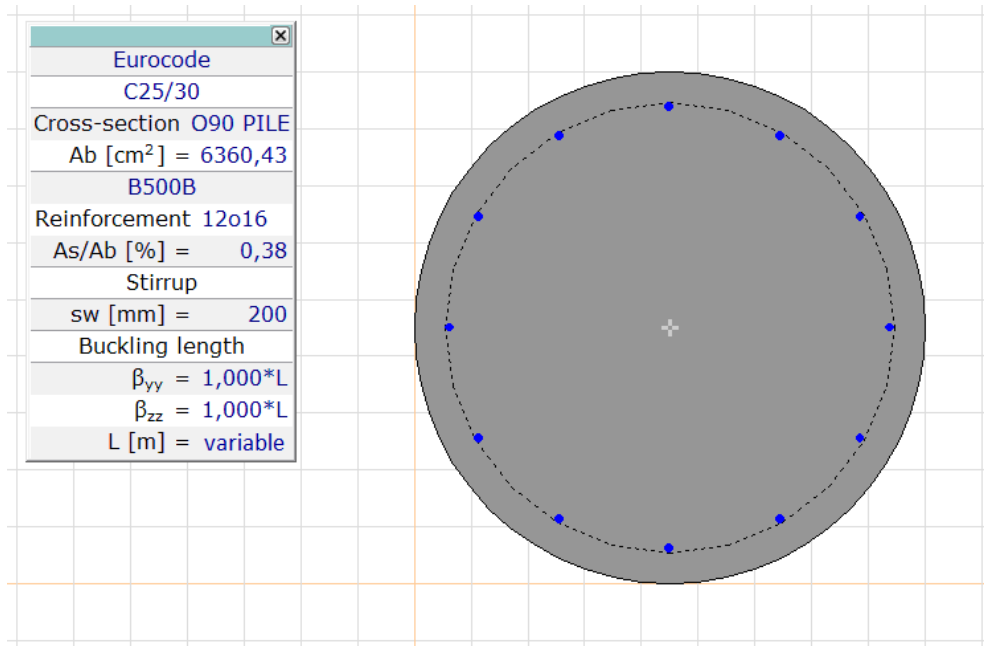 Eurocode
C25/30
Cross-section O90 PILE
Ab [cm²] = 6360,43
B500B
Reinforcement 12o16
As/Ab [%] = 0,38
Stirrup
sw [mm] = 200
Buckling length
βyy = 1,000*L
βzz = 1,000*L
L [m] = variable